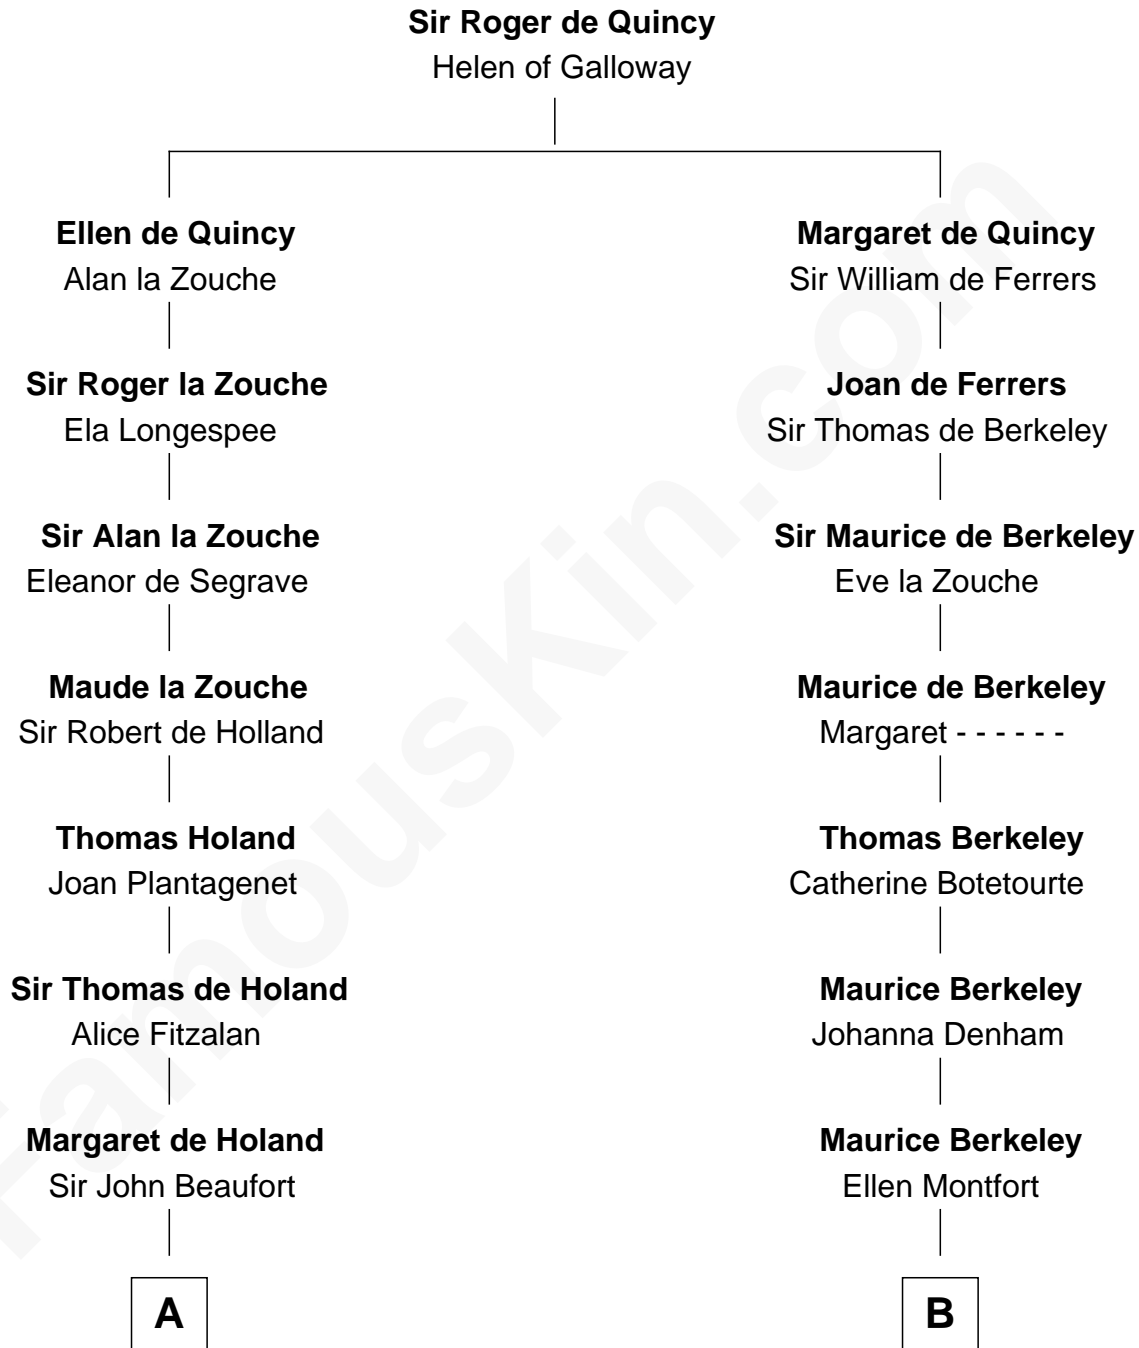 Sir Roger de Quincy
Helen of Galloway
Ellen de Quincy
Alan la Zouche
Margaret de Quincy
Sir William de Ferrers
Sir Roger la Zouche
Ela Longespee
Joan de Ferrers
Sir Thomas de Berkeley
Sir Alan la Zouche
Eleanor de Segrave
Sir Maurice de Berkeley
Eve la Zouche
Maude la Zouche
Sir Robert de Holland
Maurice de Berkeley
Margaret - - - - - -
Thomas Holand
Joan Plantagenet
Thomas Berkeley
Catherine Botetourte
Sir Thomas de Holand
Alice Fitzalan
Maurice Berkeley
Johanna Denham
Margaret de Holand
Sir John Beaufort
Maurice Berkeley
Ellen Montfort
A
B
FamousKin.com